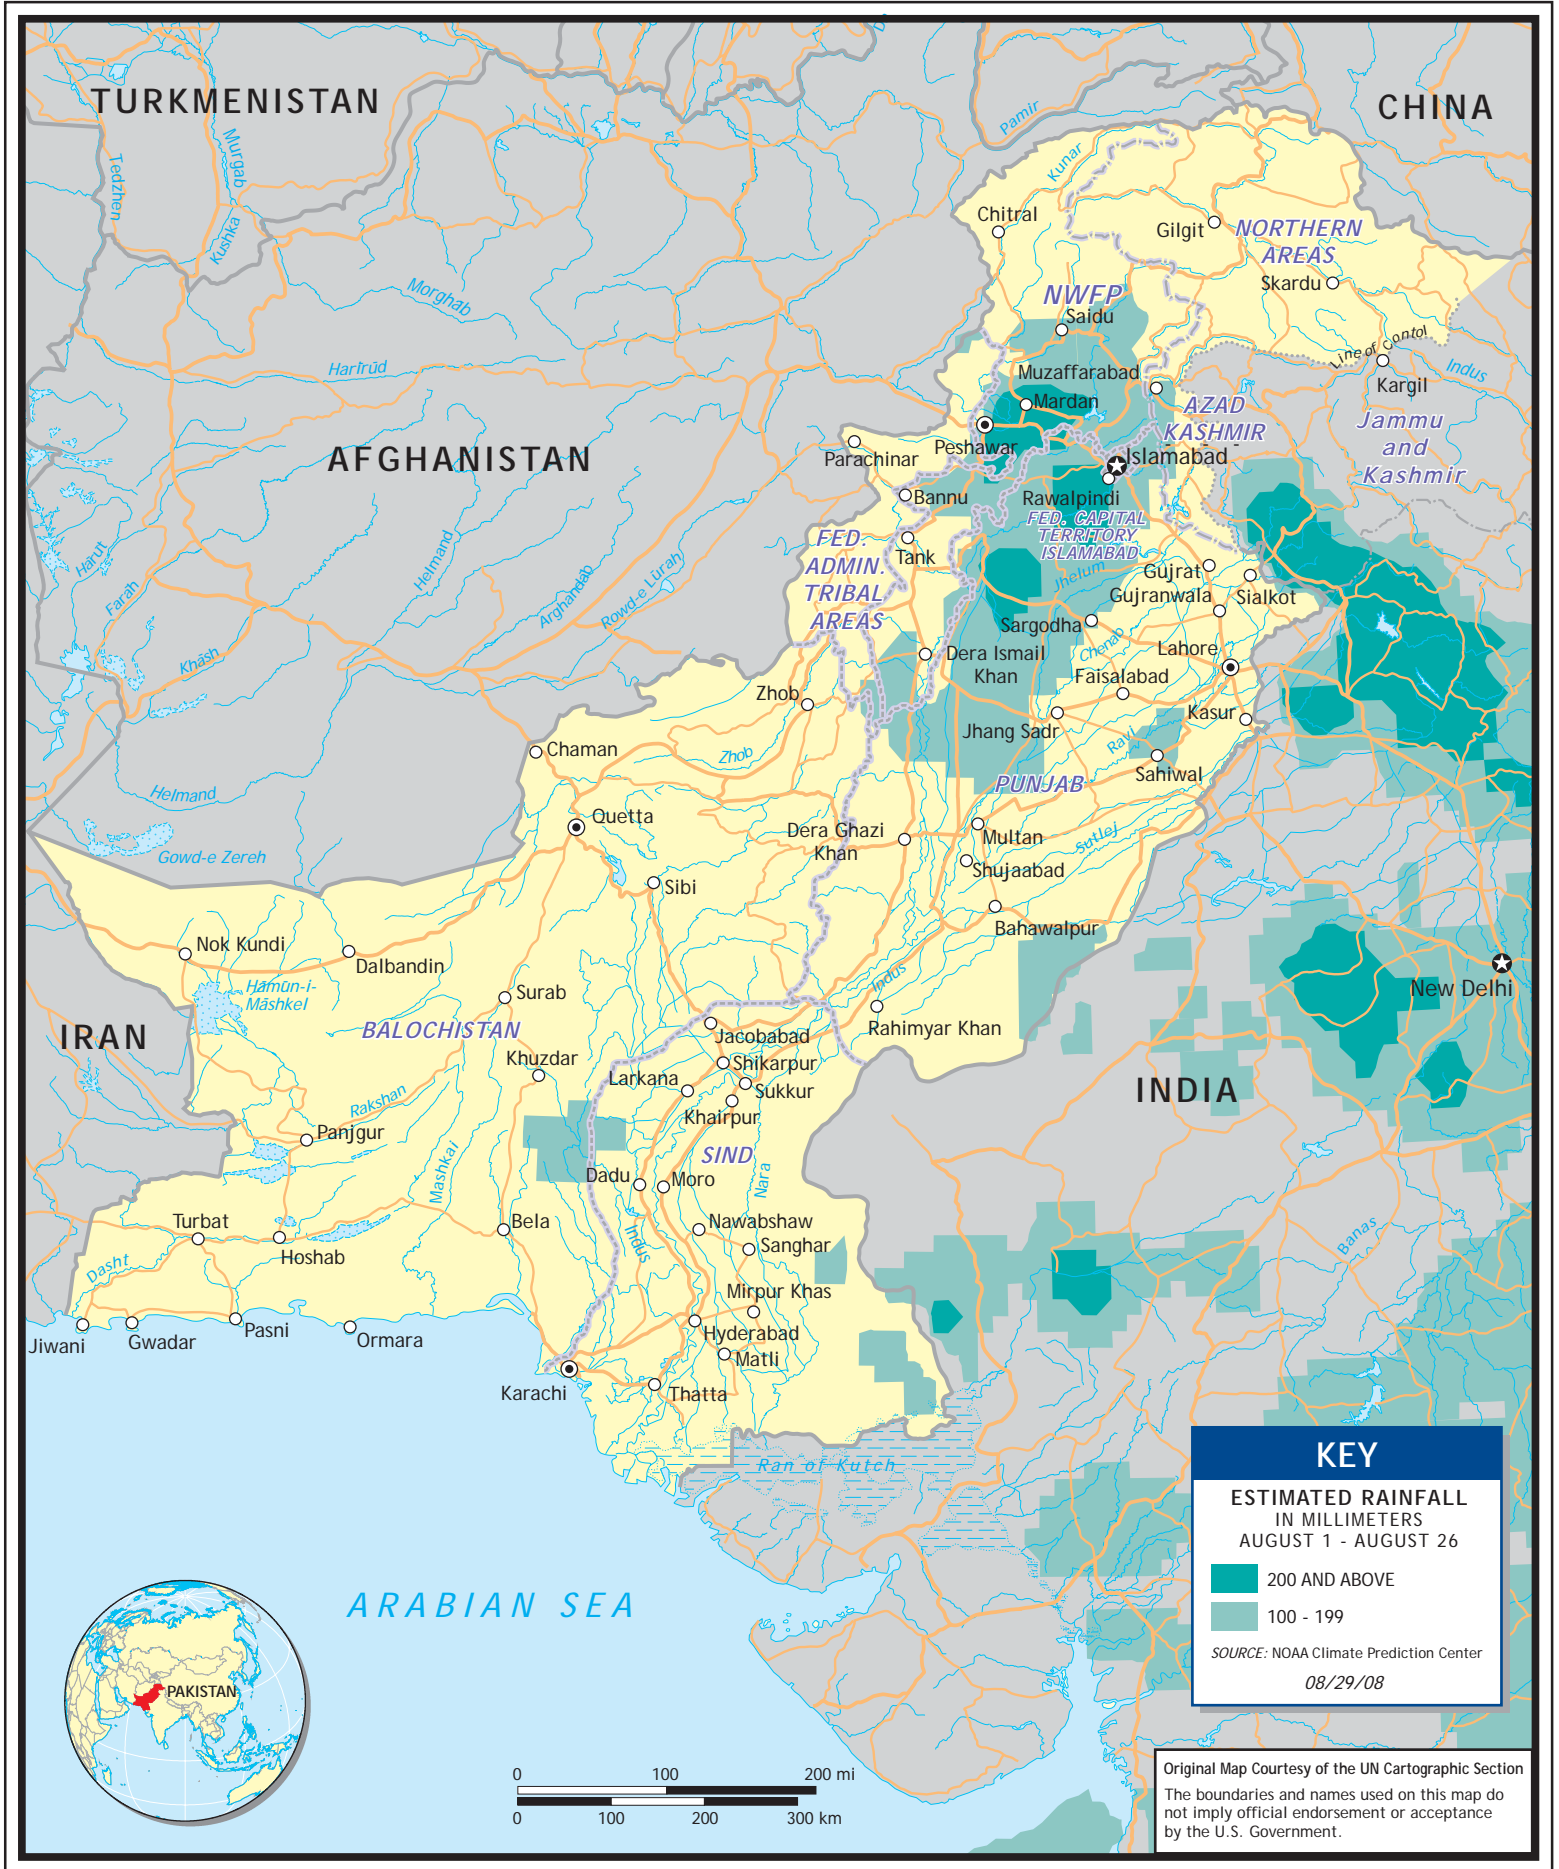 TURKMENISTAN
CHINA
Pamir
Murgab
Tedzhen
Kushka
Kunar
Chitral
Gilgit
NORTHERN
AREAS
Skardu
Morghab
NWFP
Saidu
Line of Contol
Harīrūd
Muzaffarabad
Kargil
Indus
Mardan
AZAD
KASHMIR
Jammu
and
Kashmir
AFGHANISTAN
Parachinar
Peshawar
Islamabad
Bannu
Rawalpindi
FED. CAPITAL
TERRITORY
ISLAMABAD
FED.
ADMIN.
TRIBAL
AREAS
Tank
Harut
Farah
Helmand
Arghandab
Rowd-e Lūrah
Jhelum
Gujrat
Gujranwala
Sialkot
Sargodha
Khāsh
Chenab
Lahore
Dera Ismail
Khan
Faisalabad
Zhob
Kasur
Jhang Sadr
Chaman
Zhob
Ravi
Sahiwal
PUNJAB
Helmand
Quetta
Dera Ghazi
Khan
Multan
Sutlej
Gowd-e Zereh
Shujaabad
Sibi
Bahawalpur
Nok Kundi
Dalbandin
Indus
New Delhi
Hāmūn-i-
Māshkel
Surab
Rahimyar Khan
IRAN
BALOCHISTAN
Jacobabad
Khuzdar
Shikarpur
Larkana
Sukkur
INDIA
Rakshan
Khairpur
Panjgur
SIND
Mashkai
Dadu
Moro
Nara
Turbat
Bela
Nawabshaw
Banas
Hoshab
Indus
Sanghar
Dasht
Mirpur Khas
Jiwani
Gwadar
Pasni
Ormara
Hyderabad
Matli
Karachi
Thatta
Ran of Kutch
ARABIAN SEA
PAKISTAN
KEY
ESTIMATED RAINFALL
IN MILLIMETERS
AUGUST 1 - AUGUST 26
200 AND ABOVE
100 - 199
SOURCE: NOAA Climate Prediction Center
08/29/08
0 100 200 mi
0 100 200 300 km
Original Map Courtesy of the UN Cartographic Section
The boundaries and names used on this map do
not imply official endorsement or acceptance
by the U.S. Government.